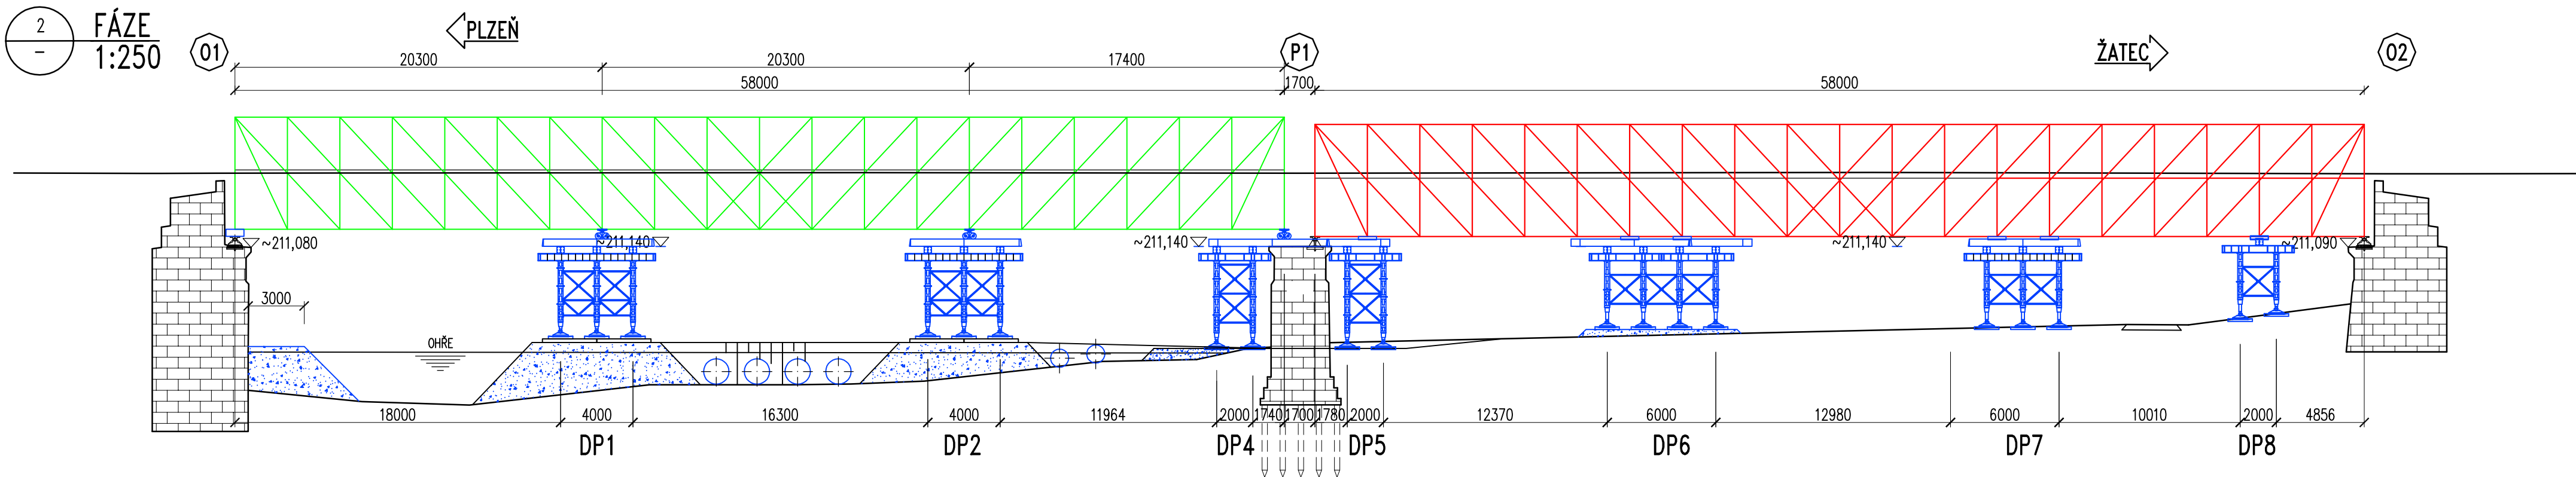 2
–
FÁZE
1:250
O1
PLZEŇ
P1
ŽATEC
O2
20300 20300 17400
58000 1700 58000
~211,080 ~211,140 ~211,140 ~211,140 ~211,090
3000
OHŘE
18000 4000 16300 4000 11964 2000 1740 1700 1780 2000 12370 6000 12980 6000 10010 2000 4856
DP1 DP2 DP4 DP5 DP6 DP7 DP8